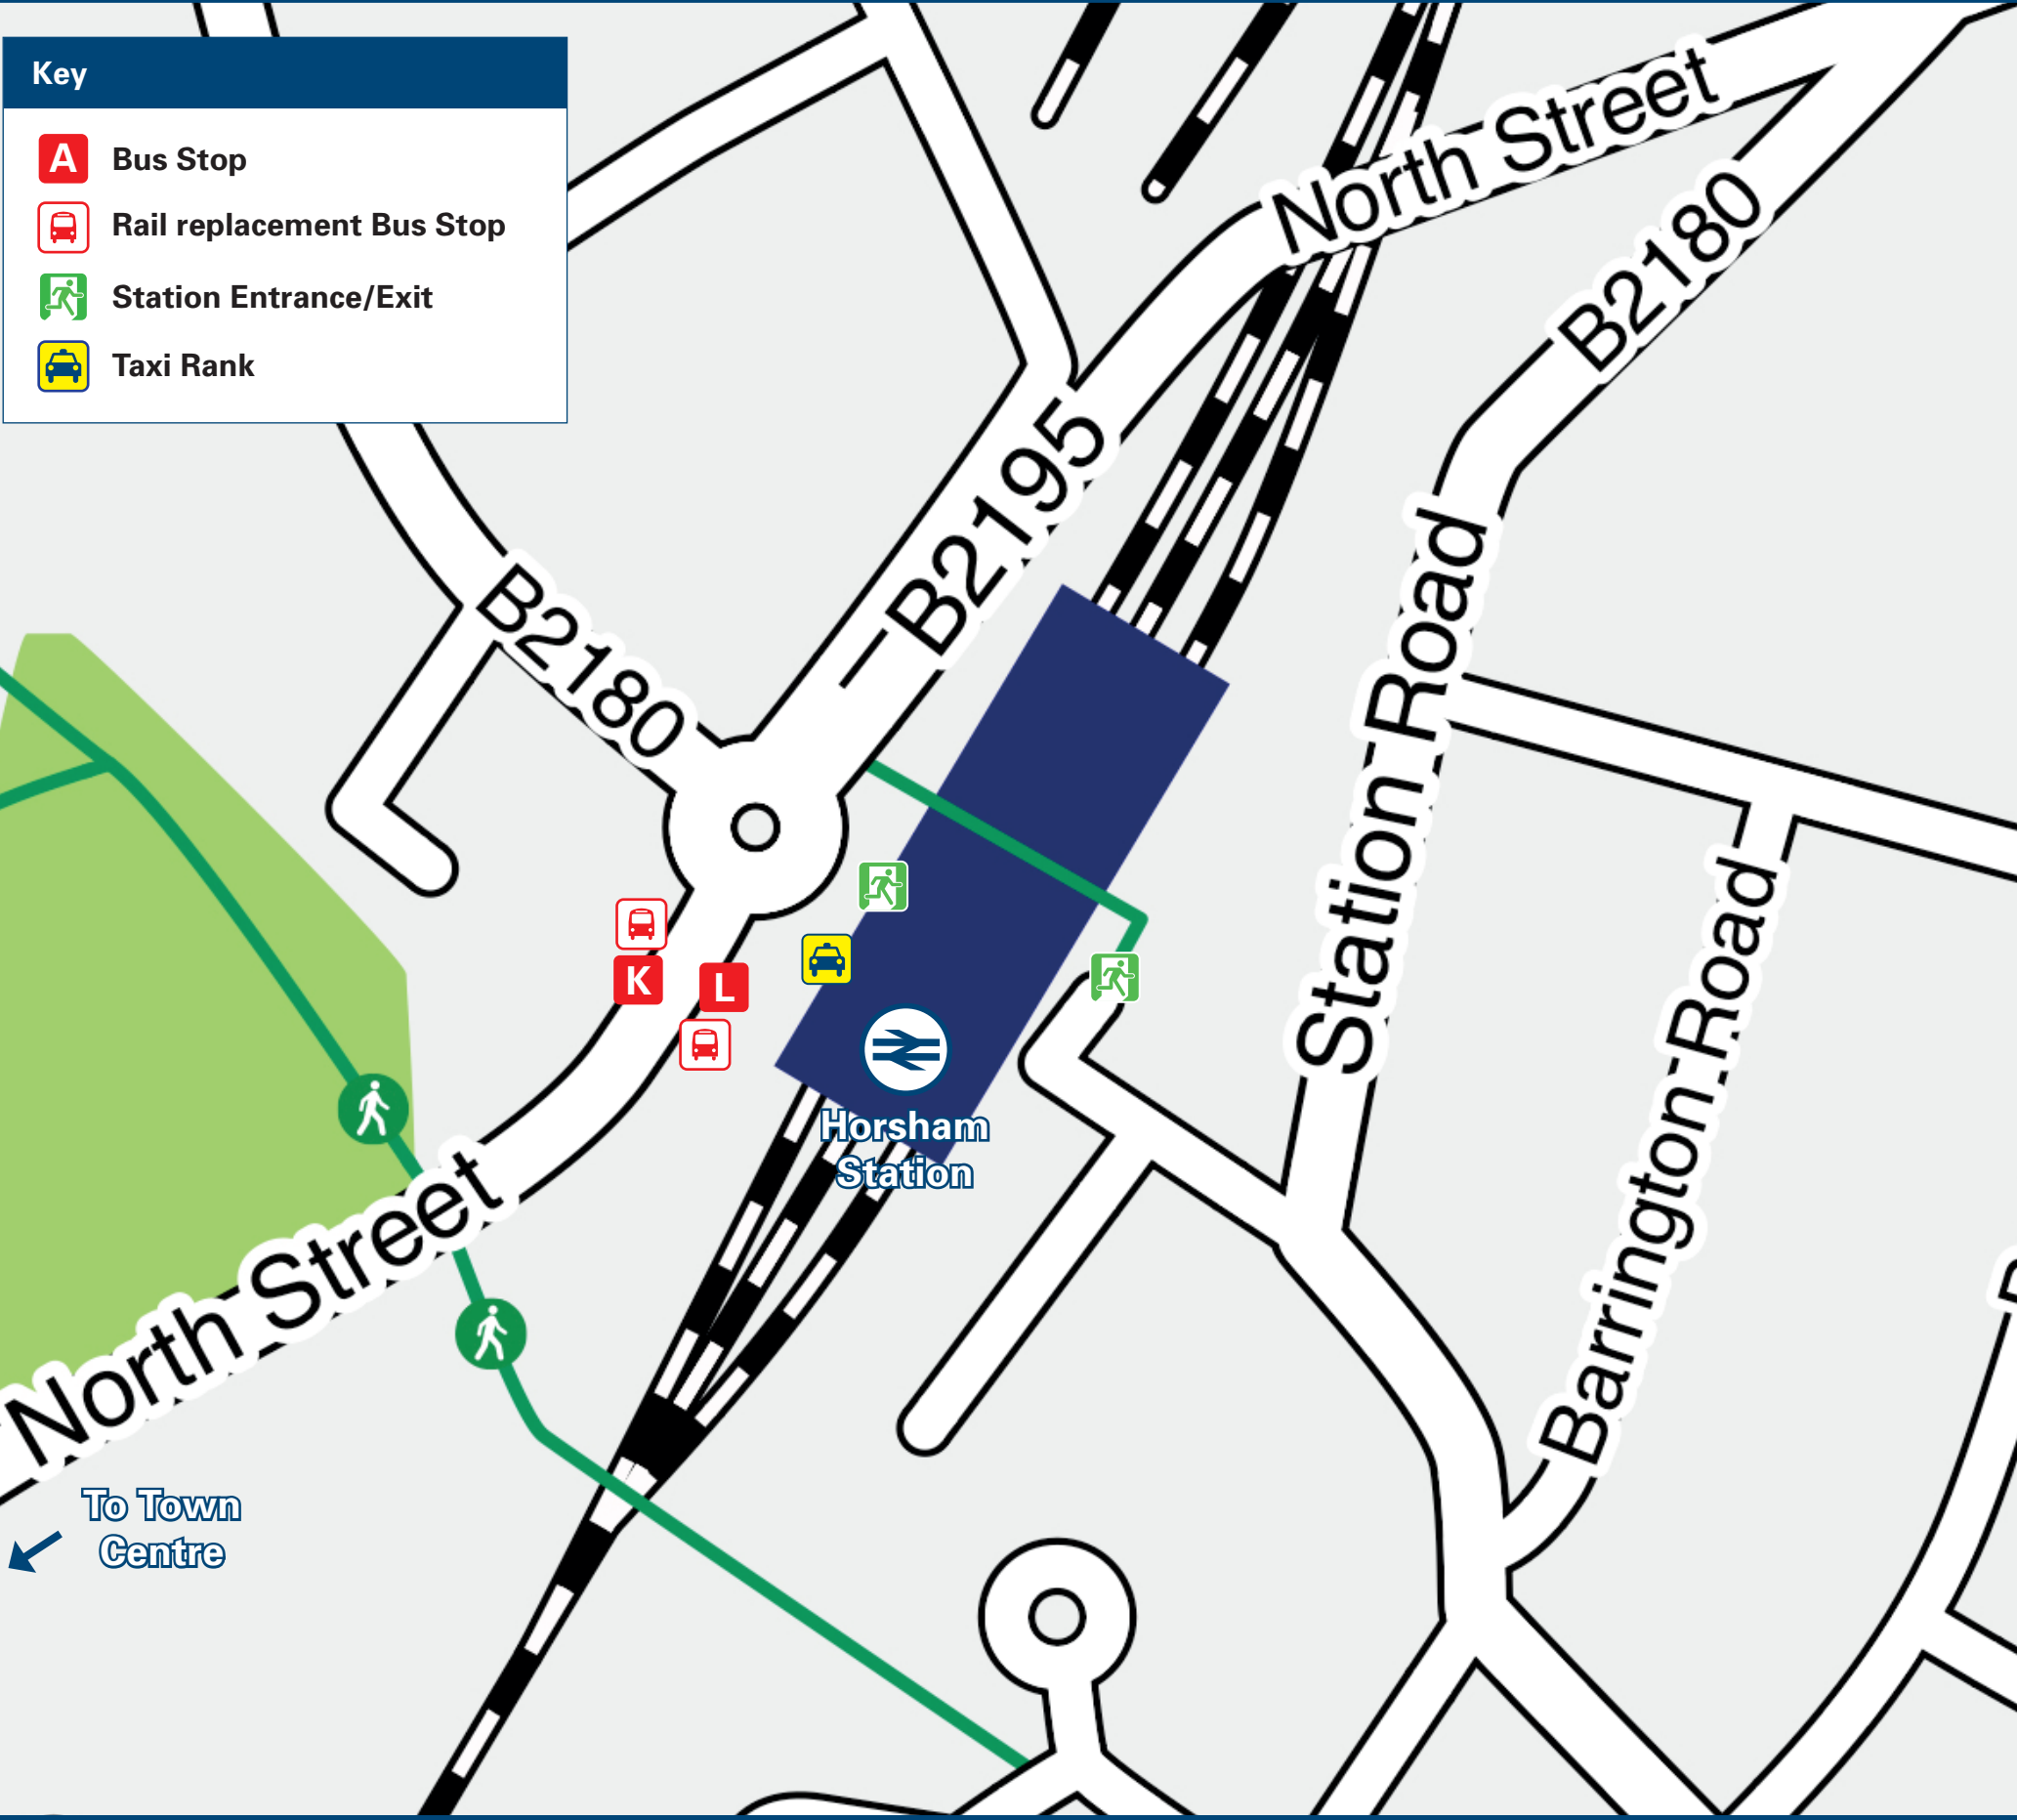 Key
A Bus Stop
Rail replacement Bus Stop
Station Entrance/Exit
Taxi Rank
North Street
B2180
B2195
B2180
Station Road
Barrington Road
K
L
Horsham
Station
North Street
To Town
Centre